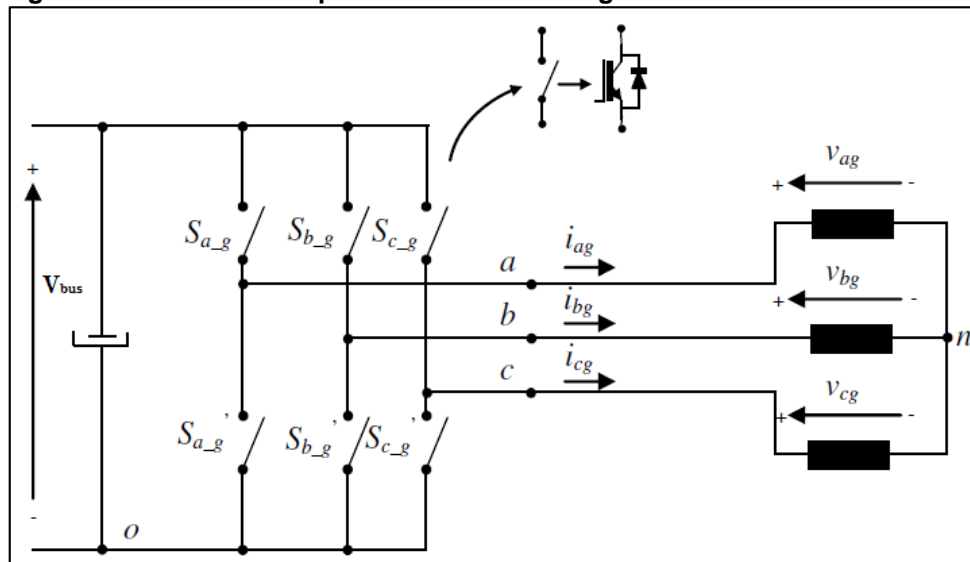 +
V_bus
-
o
S_a_g
S_b_g
S_c_g
S_a_g'
S_b_g'
S_c_g'
a
b
c
i_ag
i_bg
i_cg
+ v_ag -
+ v_bg -
+ v_cg -
n